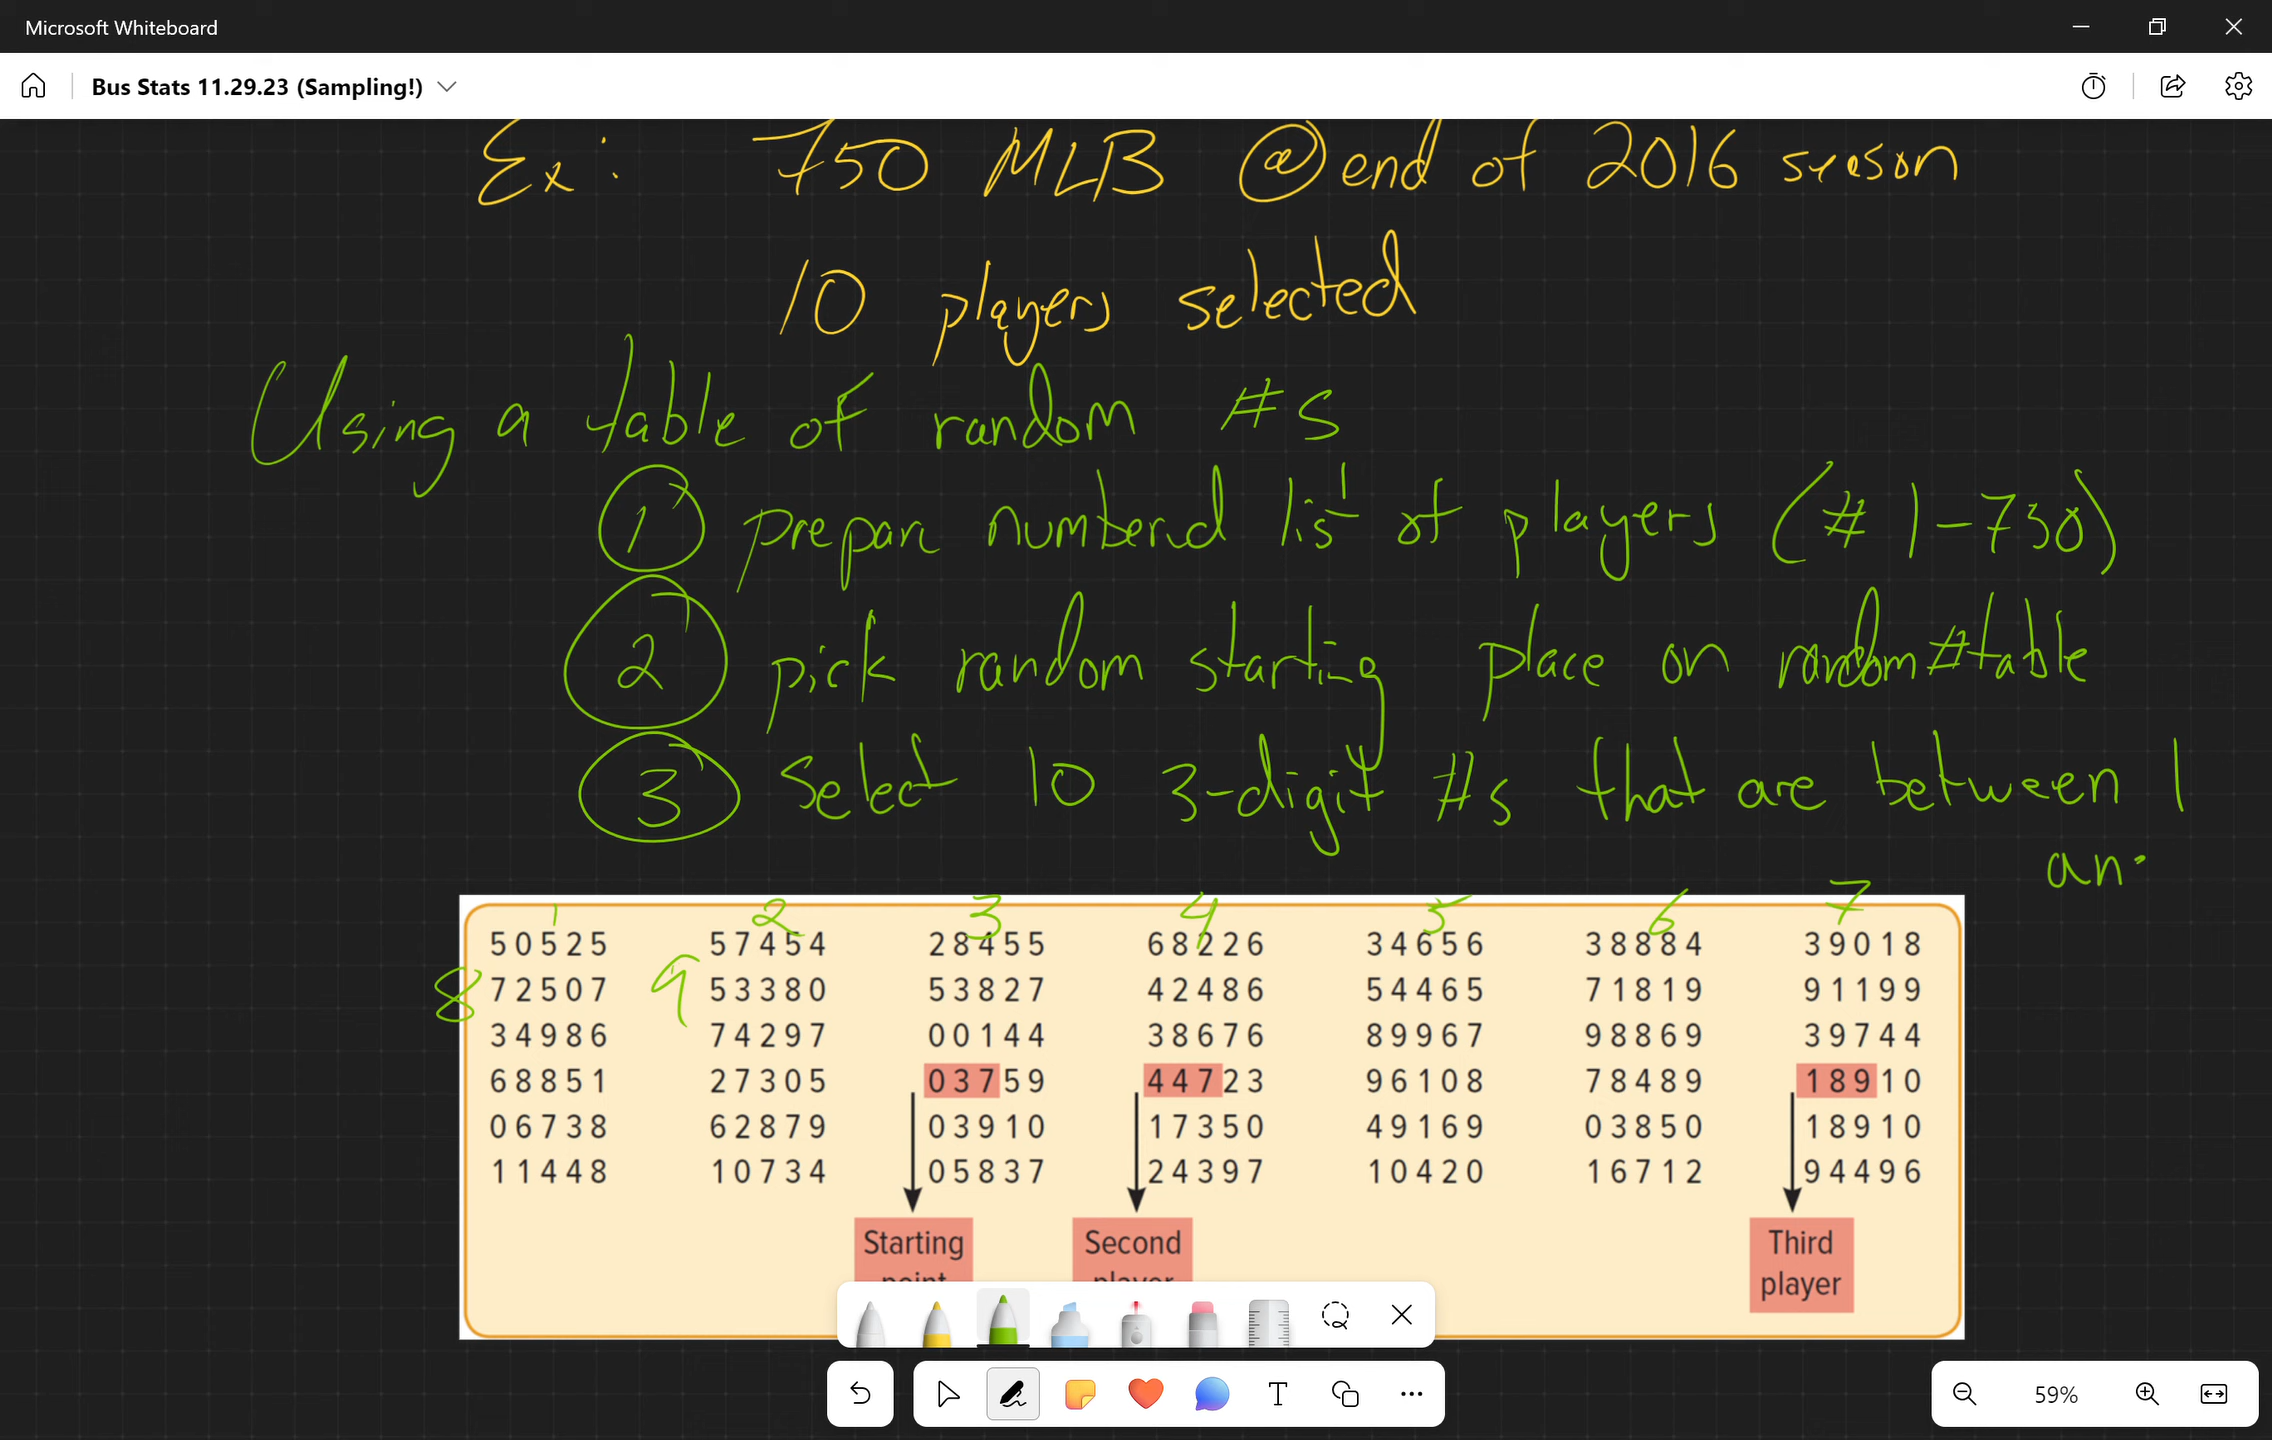 Microsoft Whiteboard
Bus Stats 11.29.23 (Sampling!)
Ex: 750 MLB @ end of 2016 season
10 players selected
Using a table of random #s
1 prepare numbered list of players (# 1-750)
2 pick random starting place on random # table
3 Select 10 3-digit #s that are between 1
an
1 2 3 4 5 6 7
50525 57454 28455 68226 34656 38884 39018
8 72507 9 53380 53827 42486 54465 71819 91199
34986 74297 00144 38676 89967 98869 39744
68851 27305 03759 44723 96108 78489 18910
06738 62879 03910 17350 49169 03850 18910
11448 10734 05837 24397 10420 16712 94496
Starting Second Third
point player player
59%